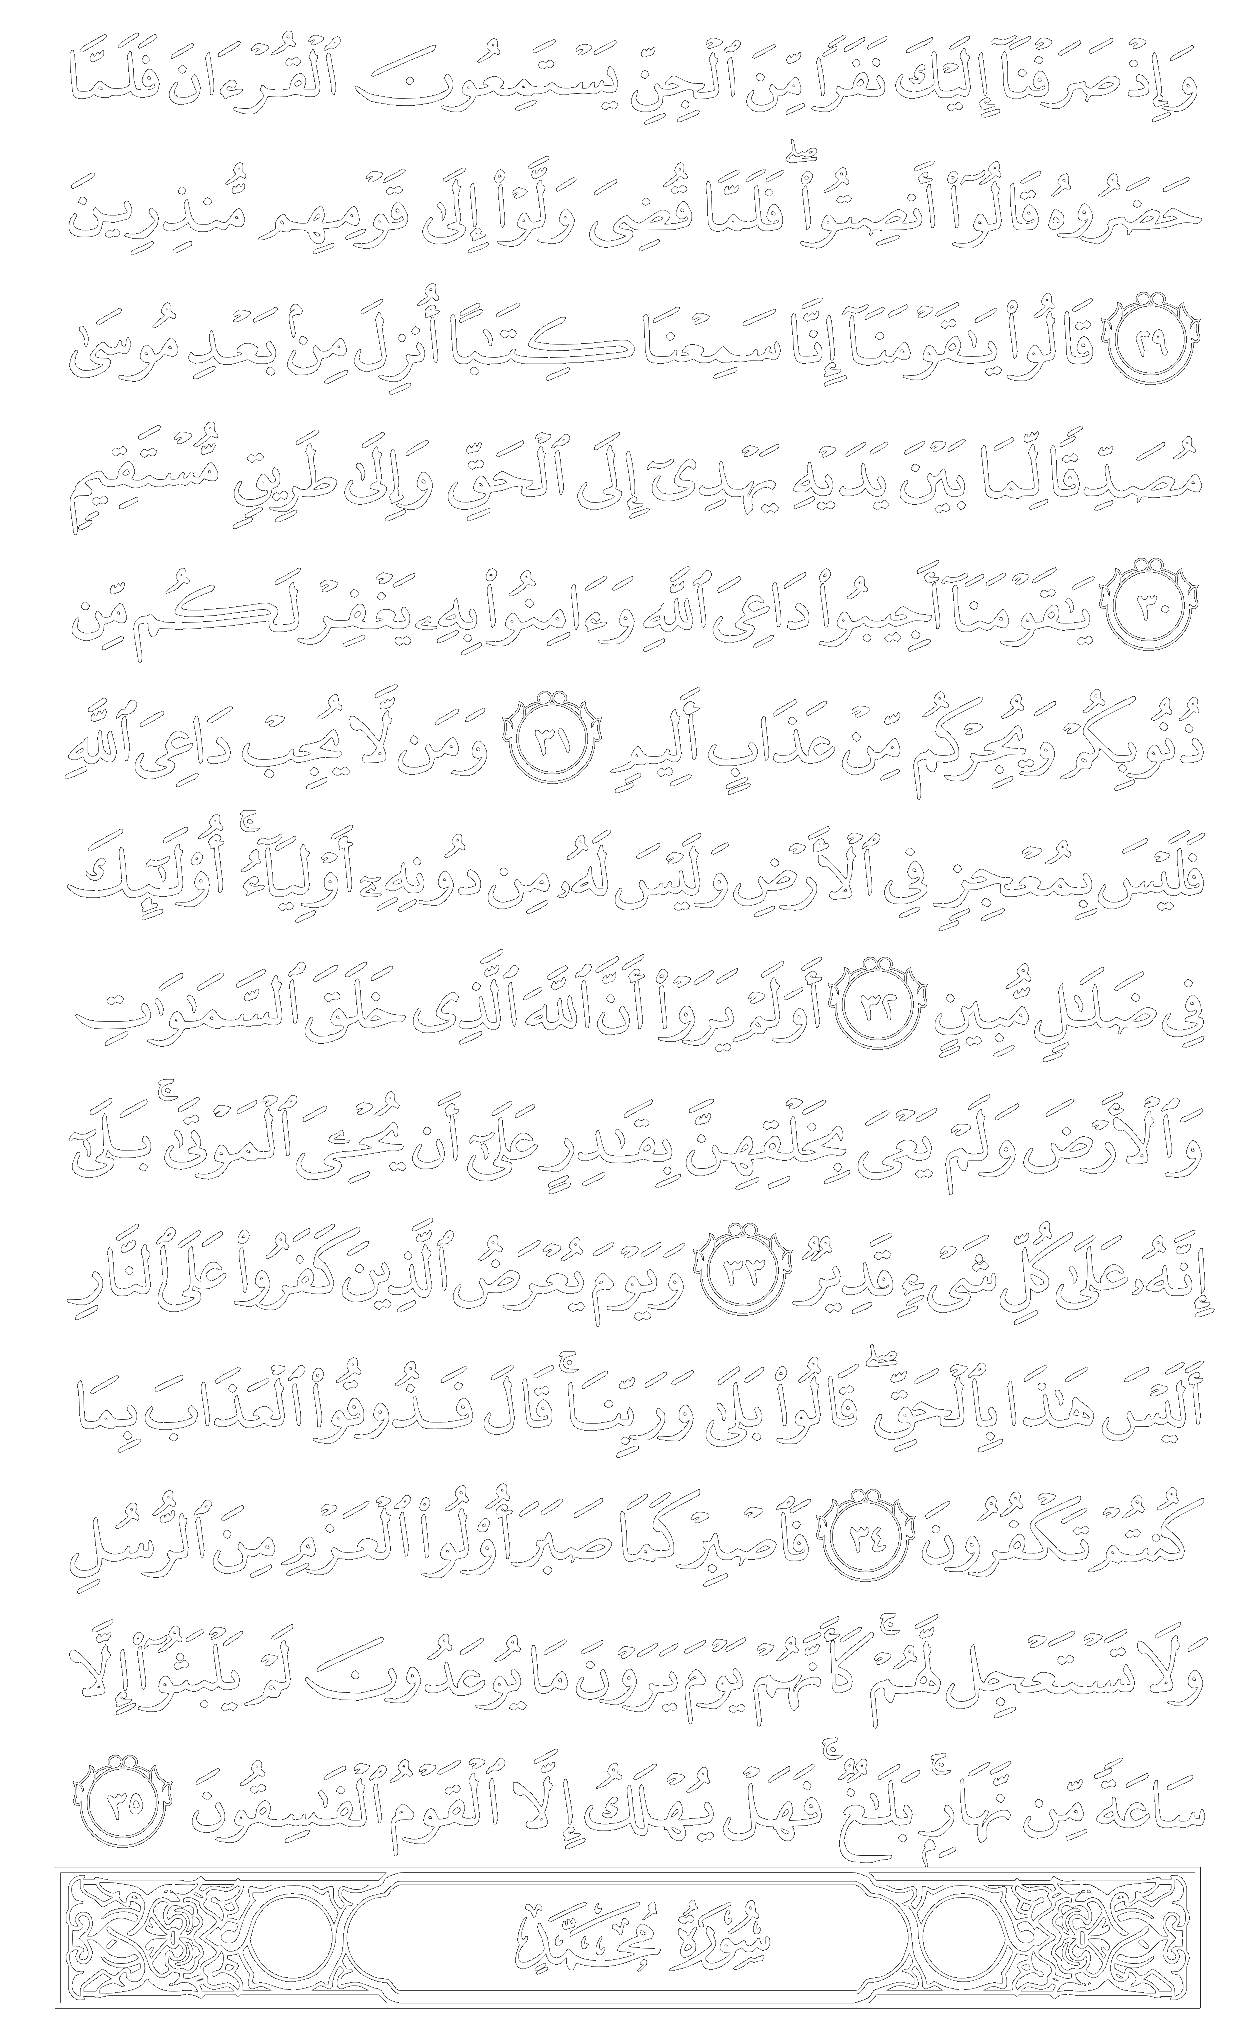 وَإِذْ صَرَفْنَآ إِلَيْكَ نَفَرًا مِّنَ ٱلْجِنِّ يَسْتَمِعُونَ ٱلْقُرْءَانَ فَلَمَّا
حَضَرُوهُ قَالُوٓا۟ أَنصِتُوا۟ ۖ فَلَمَّا قُضِىَ وَلَّوْا۟ إِلَىٰ قَوْمِهِم مُّنذِرِينَ
٢٩ قَالُوا۟ يَـٰقَوْمَنَآ إِنَّا سَمِعْنَا كِتَـٰبًا أُنزِلَ مِنۢ بَعْدِ مُوسَىٰ
مُصَدِّقًا لِّمَا بَيْنَ يَدَيْهِ يَهْدِىٓ إِلَى ٱلْحَقِّ وَإِلَىٰ طَرِيقٍ مُّسْتَقِيمٍ
٣٠ يَـٰقَوْمَنَآ أَجِيبُوا۟ دَاعِىَ ٱللَّهِ وَءَامِنُوا۟ بِهِۦ يَغْفِرْ لَكُم مِّن
ذُنُوبِكُمْ وَيُجِرْكُم مِّنْ عَذَابٍ أَلِيمٍ ٣١ وَمَن لَّا يُجِبْ دَاعِىَ ٱللَّهِ
فَلَيْسَ بِمُعْجِزٍ فِى ٱلْأَرْضِ وَلَيْسَ لَهُۥ مِن دُونِهِۦٓ أَوْلِيَآءُ ۚ أُو۟لَـٰٓئِكَ
فِى ضَلَـٰلٍ مُّبِينٍ ٣٢ أَوَلَمْ يَرَوْا۟ أَنَّ ٱللَّهَ ٱلَّذِى خَلَقَ ٱلسَّمَـٰوَٰتِ
وَٱلْأَرْضَ وَلَمْ يَعْىَ بِخَلْقِهِنَّ بِقَـٰدِرٍ عَلَىٰٓ أَن يُحْـِۧىَ ٱلْمَوْتَىٰ ۚ بَلَىٰٓ
إِنَّهُۥ عَلَىٰ كُلِّ شَىْءٍ قَدِيرٌ ٣٣ وَيَوْمَ يُعْرَضُ ٱلَّذِينَ كَفَرُوا۟ عَلَى ٱلنَّارِ
أَلَيْسَ هَـٰذَا بِٱلْحَقِّ ۖ قَالُوا۟ بَلَىٰ وَرَبِّنَا ۚ قَالَ فَذُوقُوا۟ ٱلْعَذَابَ بِمَا
كُنتُمْ تَكْفُرُونَ ٣٤ فَٱصْبِرْ كَمَا صَبَرَ أُو۟لُوا۟ ٱلْعَزْمِ مِنَ ٱلرُّسُلِ
وَلَا تَسْتَعْجِل لَّهُمْ ۚ كَأَنَّهُمْ يَوْمَ يَرَوْنَ مَا يُوعَدُونَ لَمْ يَلْبَثُوٓا۟ إِلَّا
سَاعَةً مِّن نَّهَارٍۭ ۚ بَلَـٰغٌ ۚ فَهَلْ يُهْلَكُ إِلَّا ٱلْقَوْمُ ٱلْفَـٰسِقُونَ ٣٥
سُورَةُ مُحَمَّدٍ